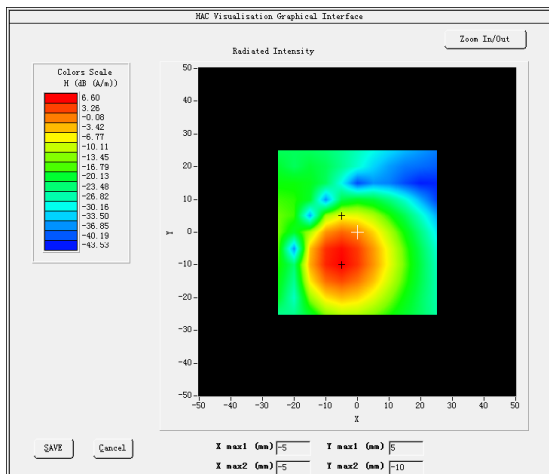 HAC Visualisation Graphical Interface
Zoom In/Out
Radiated Intensity
Colors Scale
H (dB (A/m))
6.60
3.26
-0.08
-3.42
-6.77
-10.11
-13.45
-16.79
-20.13
-23.48
-26.82
-30.16
-33.50
-36.85
-40.19
-43.53
50
40
30
20
10
0
-10
-20
-30
-40
-50
Y
-50 -40 -30 -20 -10 0 10 20 30 40 50
X
SAVE Cancel
X max1 (mm) -5 Y max1 (mm) 5
X max2 (mm) -5 Y max2 (mm) -10